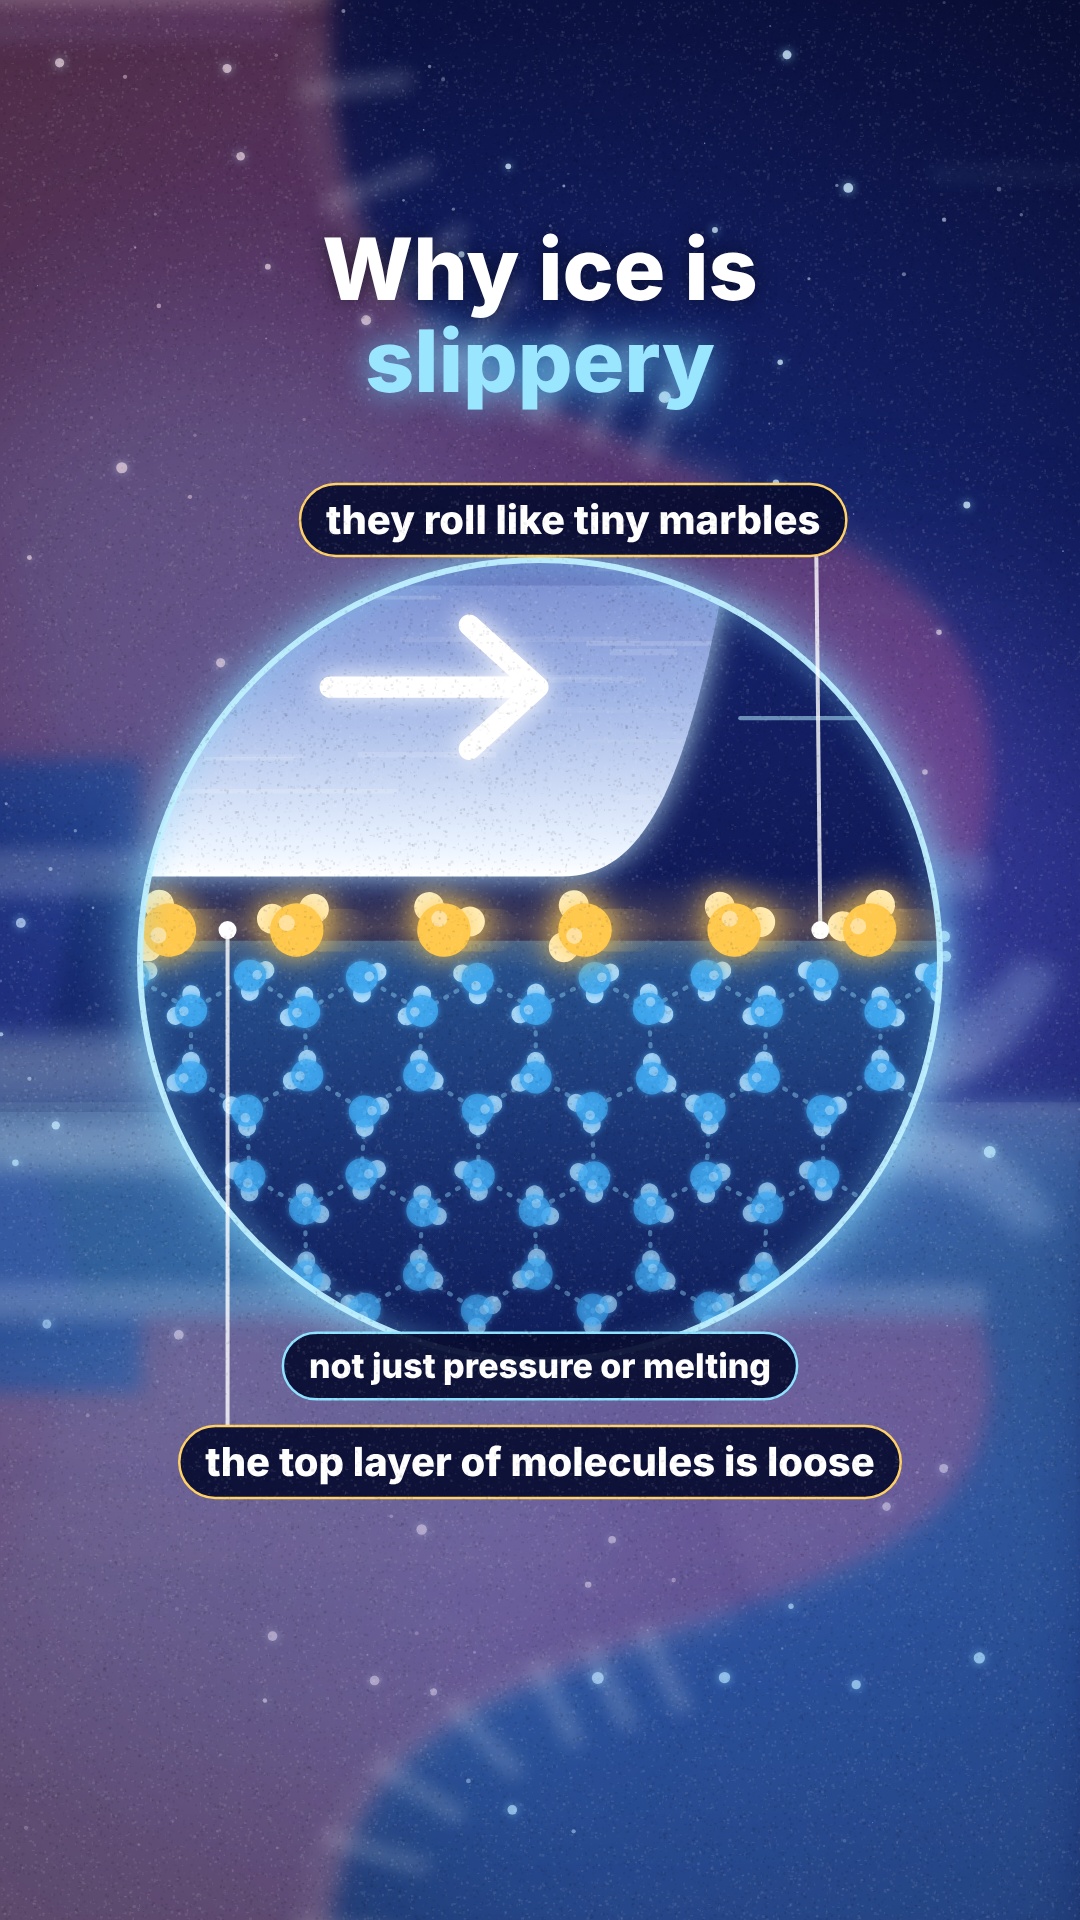 Why ice is
slippery
they roll like tiny marbles
not just pressure or melting
the top layer of molecules is loose